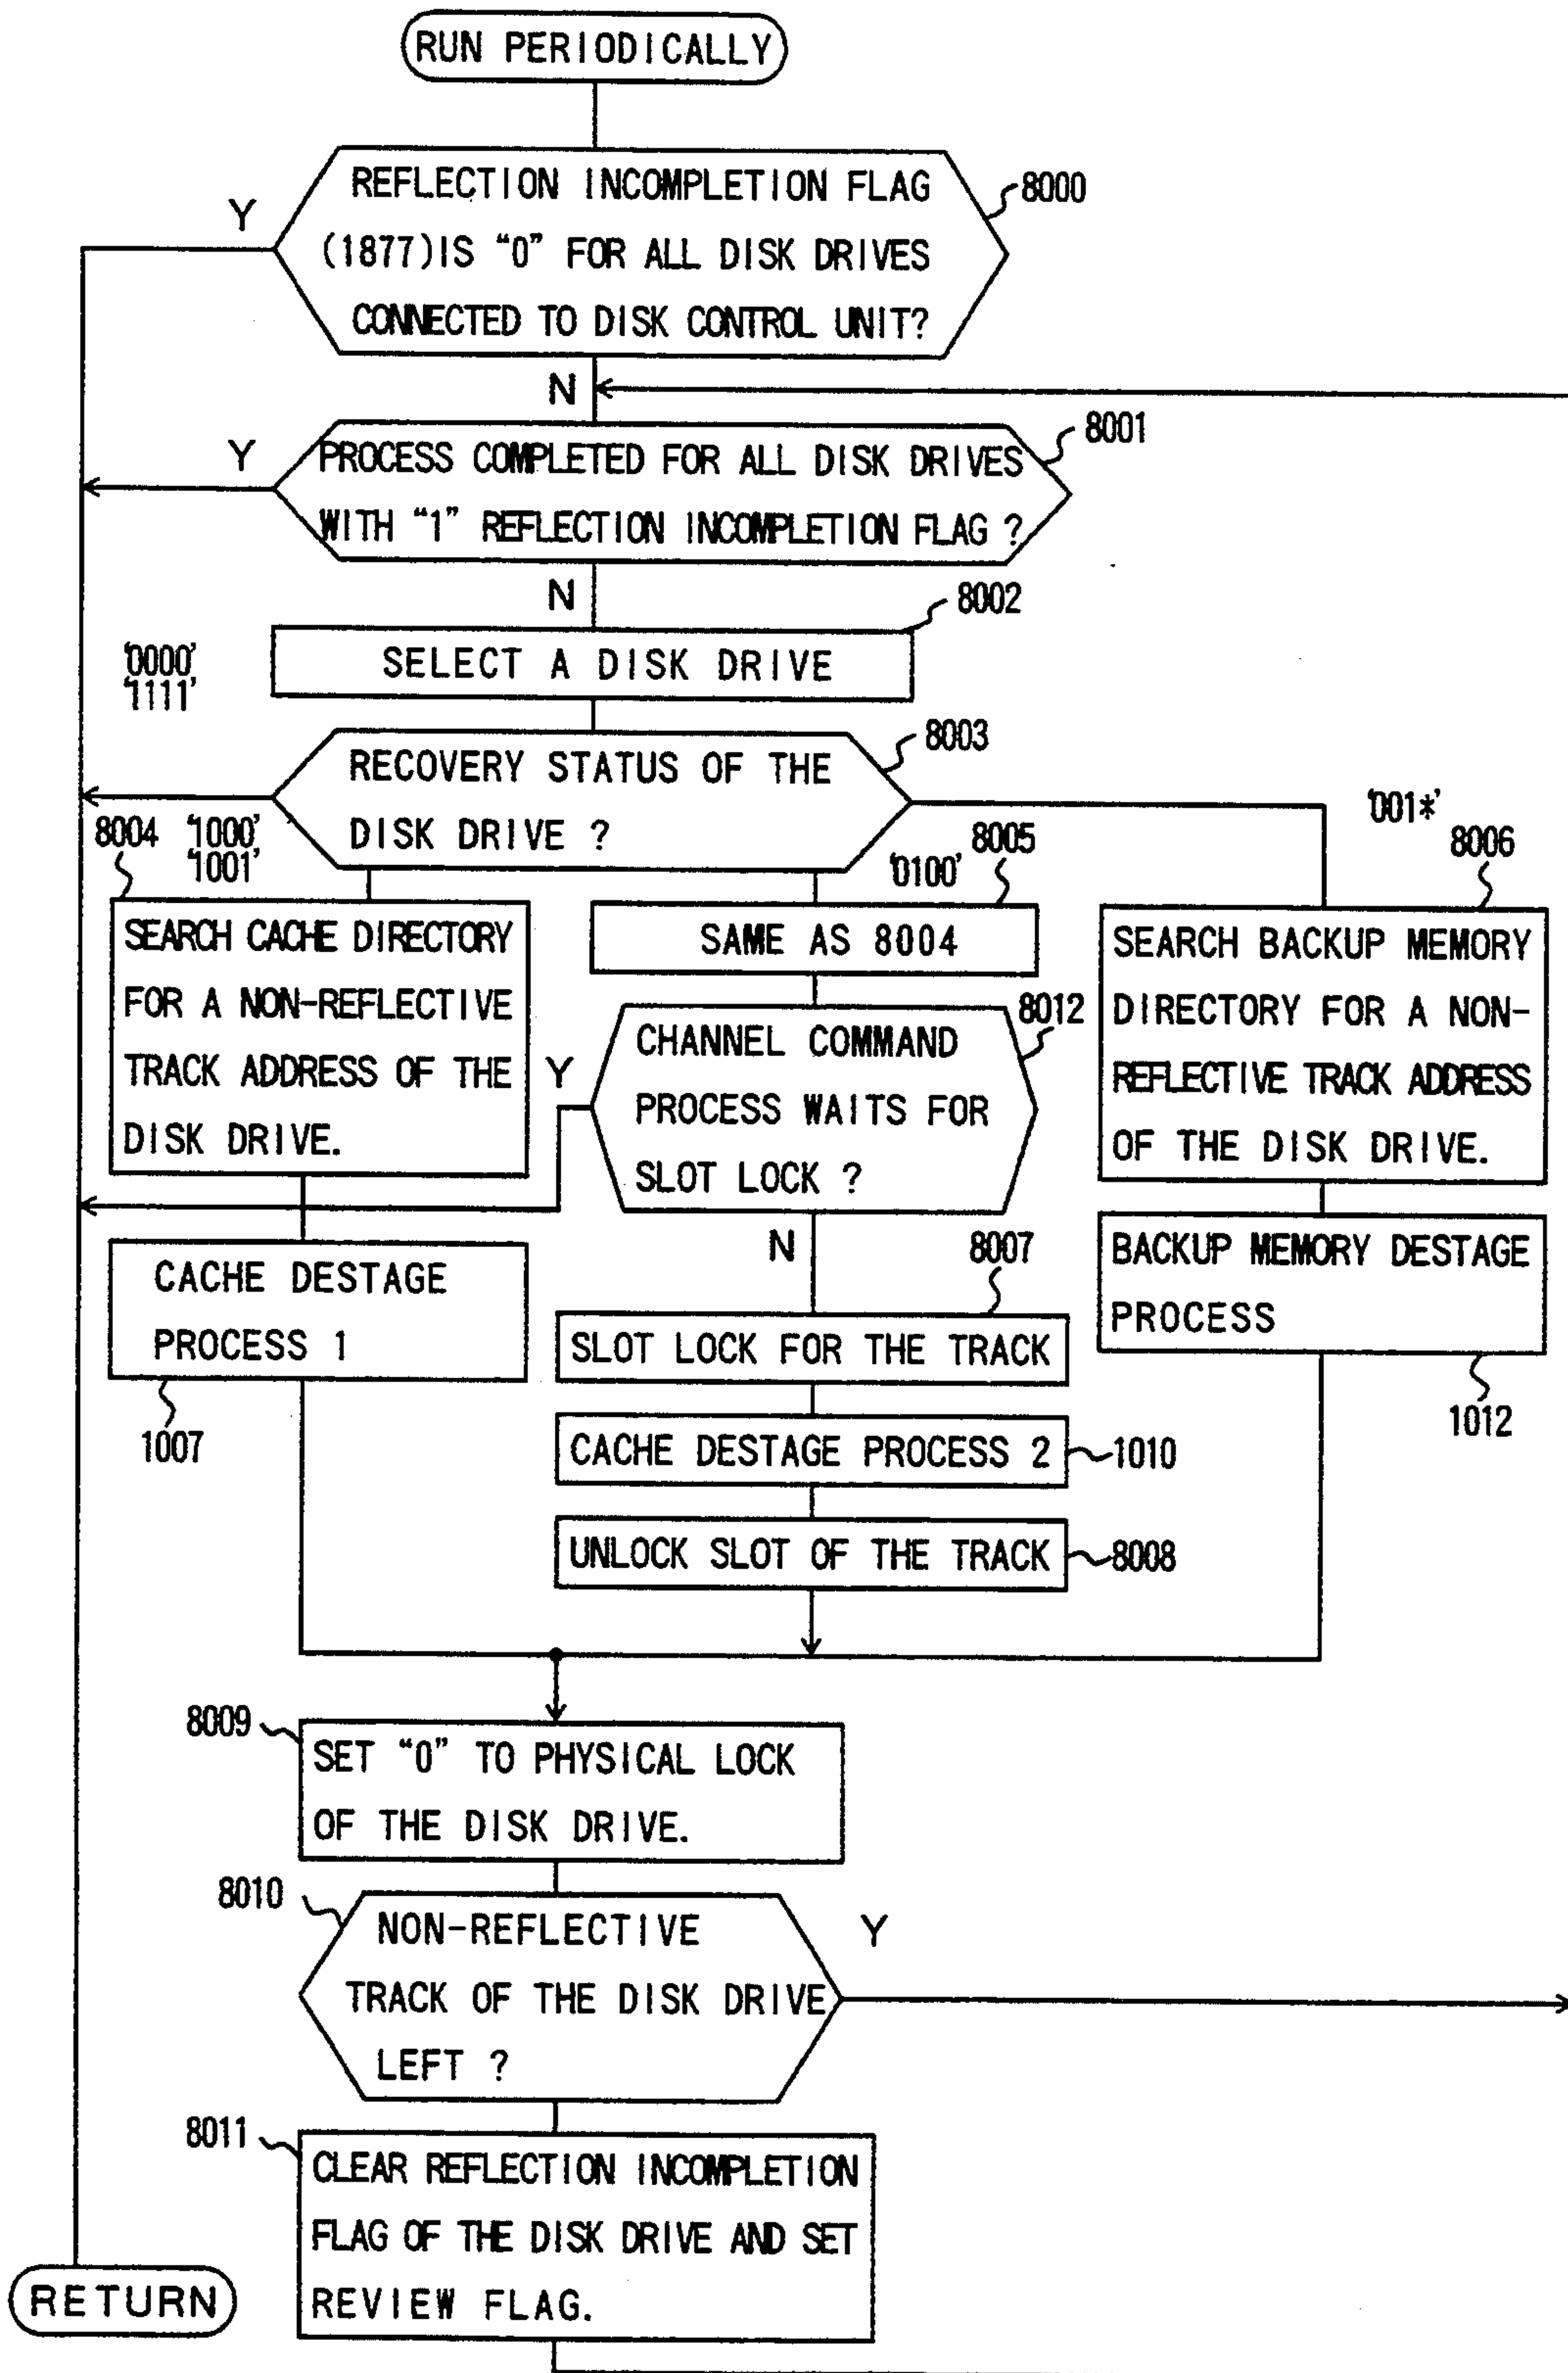 RUN PERIODICALLY
REFLECTION INCOMPLETION FLAG
(1877)IS “0” FOR ALL DISK DRIVES
CONNECTED TO DISK CONTROL UNIT?
8000
Y
N
PROCESS COMPLETED FOR ALL DISK DRIVES
WITH “1” REFLECTION INCOMPLETION FLAG ?
8001
Y
N
8002
SELECT A DISK DRIVE
'0000'
'1111'
RECOVERY STATUS OF THE
DISK DRIVE ?
8003
8004
'1000'
'1001'
'0100'
8005
'001*'
8006
SEARCH CACHE DIRECTORY
FOR A NON-REFLECTIVE
TRACK ADDRESS OF THE
DISK DRIVE.
SAME AS 8004
SEARCH BACKUP MEMORY
DIRECTORY FOR A NON-
REFLECTIVE TRACK ADDRESS
OF THE DISK DRIVE.
CHANNEL COMMAND
PROCESS WAITS FOR
SLOT LOCK ?
8012
Y
N
CACHE DESTAGE
PROCESS 1
1007
8007
SLOT LOCK FOR THE TRACK
BACKUP MEMORY DESTAGE
PROCESS
1012
CACHE DESTAGE PROCESS 2
1010
UNLOCK SLOT OF THE TRACK
8008
8009
SET “0” TO PHYSICAL LOCK
OF THE DISK DRIVE.
8010
NON-REFLECTIVE
TRACK OF THE DISK DRIVE
LEFT ?
Y
8011
CLEAR REFLECTION INCOMPLETION
FLAG OF THE DISK DRIVE AND SET
REVIEW FLAG.
RETURN